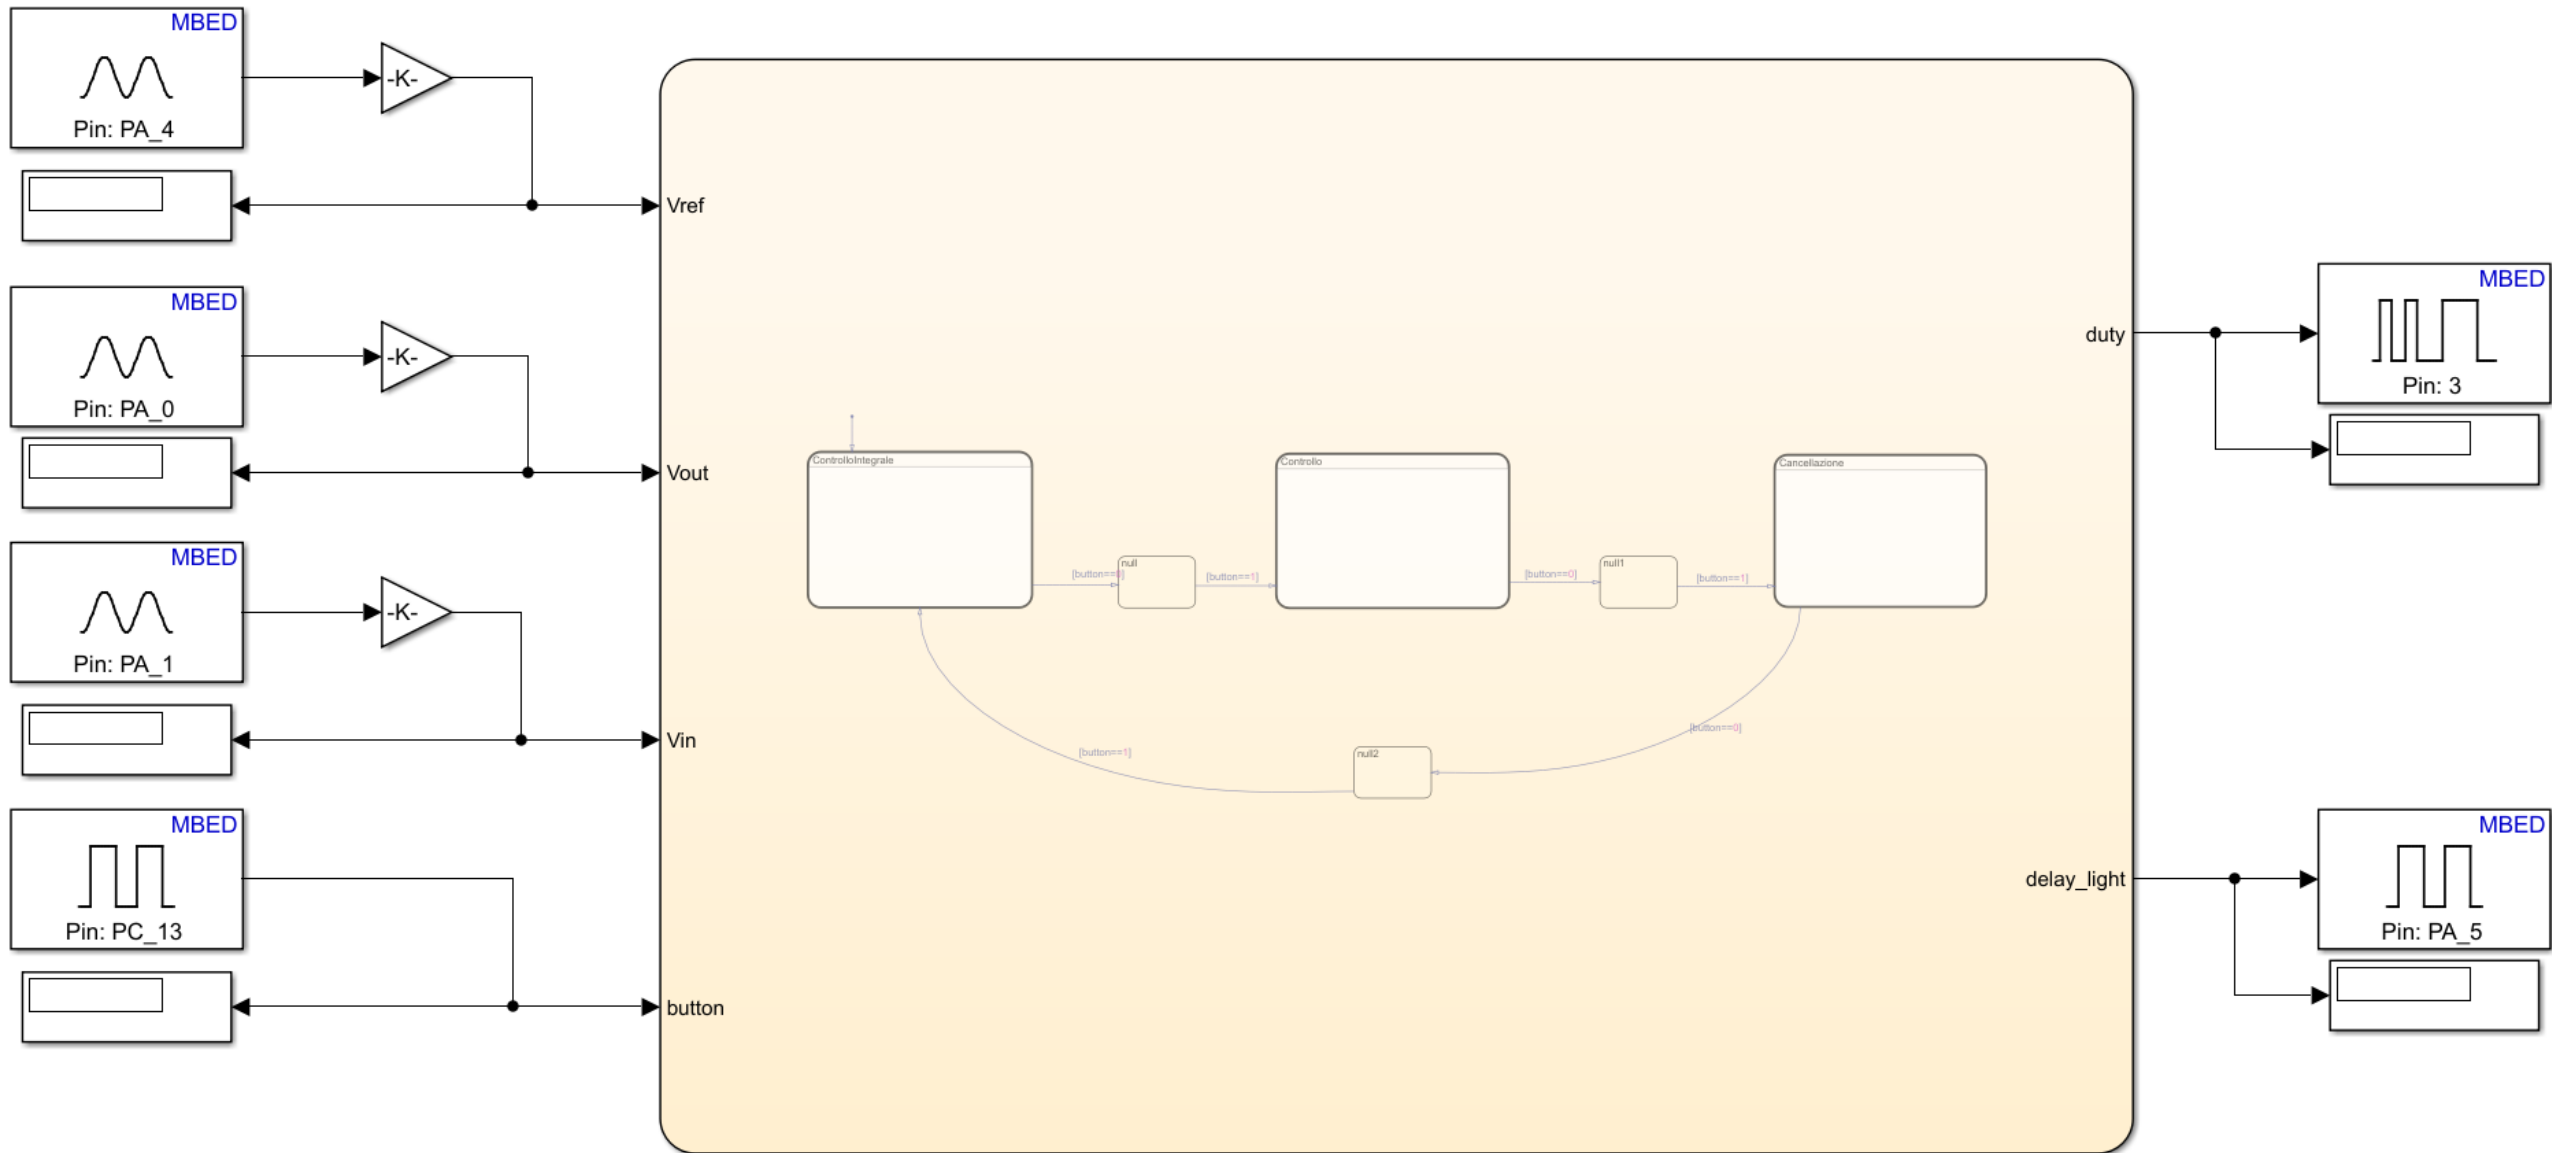 MBED
-K-
Pin: PA_4
Vref
MBED
-K-
Pin: PA_0
Vout
MBED
-K-
Pin: PA_1
Vin
MBED
Pin: PC_13
button
ControlloIntegrale
[button==0]
null
[button==1]
Controllo
[button==0]
null1
[button==1]
Cancellazione
[button==0]
null2
[button==1]
duty
MBED
Pin: 3
delay_light
MBED
Pin: PA_5